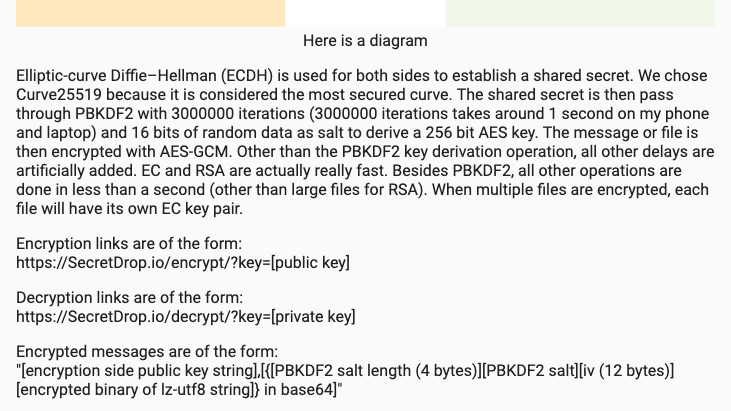 Here is a diagram
Elliptic-curve Diffie–Hellman (ECDH) is used for both sides to establish a shared secret. We chose
Curve25519 because it is considered the most secured curve. The shared secret is then pass
through PBKDF2 with 3000000 iterations (3000000 iterations takes around 1 second on my phone
and laptop) and 16 bits of random data as salt to derive a 256 bit AES key. The message or file is
then encrypted with AES-GCM. Other than the PBKDF2 key derivation operation, all other delays are
artificially added. EC and RSA are actually really fast. Besides PBKDF2, all other operations are
done in less than a second (other than large files for RSA). When multiple files are encrypted, each
file will have its own EC key pair.
Encryption links are of the form:
https://SecretDrop.io/encrypt/?key=[public key]
Decryption links are of the form:
https://SecretDrop.io/decrypt/?key=[private key]
Encrypted messages are of the form:
"[encryption side public key string],[{[PBKDF2 salt length (4 bytes)][PBKDF2 salt][iv (12 bytes)]
[encrypted binary of lz-utf8 string]} in base64]"